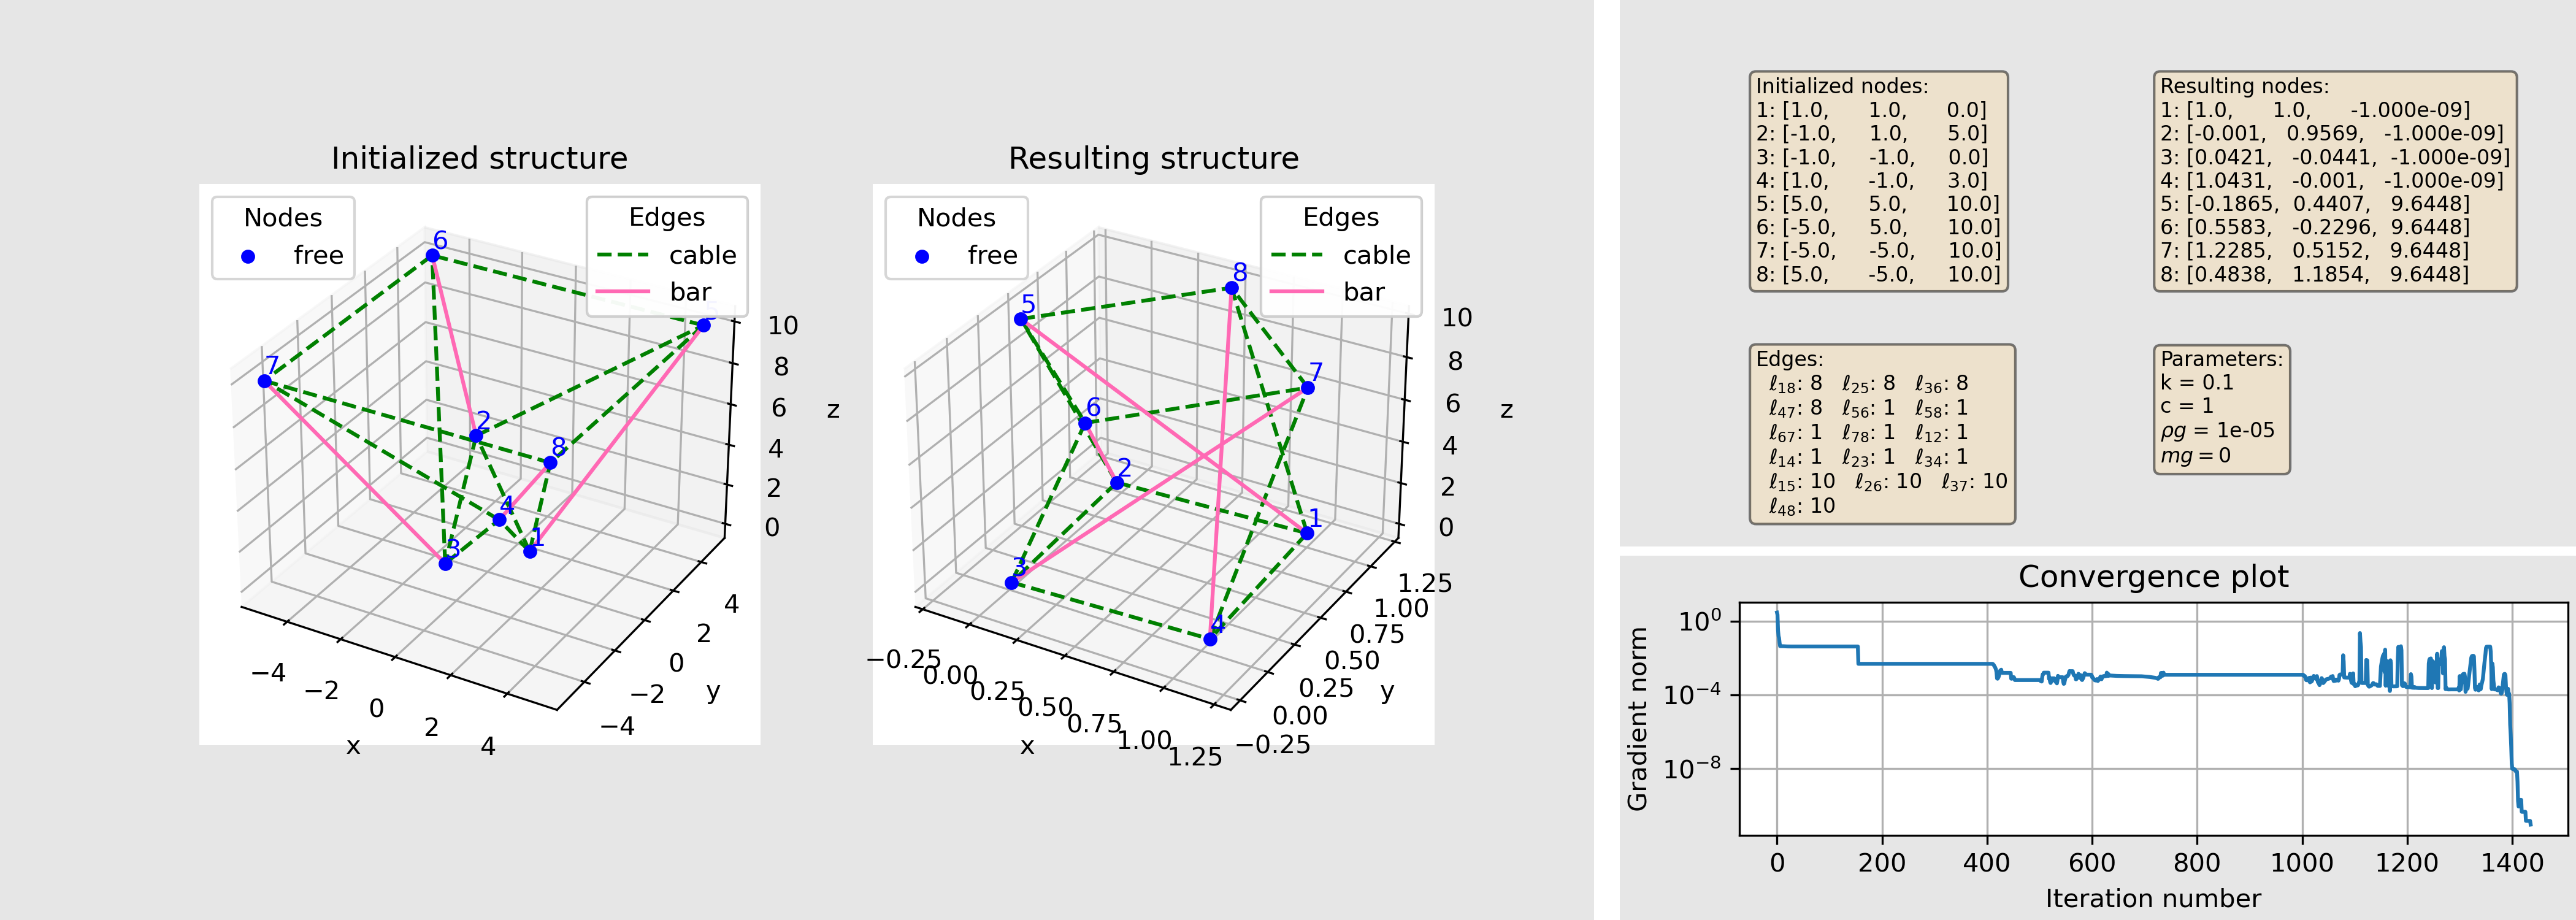 Initialized structure
Nodes
free
Edges
cable
bar
6
7
2
8
4
3
1
10
8
6
4
2
0
z
4
2
0
−2
−4
y
−4
−2
0
2
4
x
Resulting structure
Nodes
free
Edges
cable
bar
8
5
7
6
2
1
3
4
10
8
6
4
2
0
z
1.25
1.00
0.75
0.50
0.25
0.00
−0.25
y
−0.25
0.00
0.25
0.50
0.75
1.00
1.25
x
Initialized nodes:
1: [1.0, 1.0, 0.0]
2: [-1.0, 1.0, 5.0]
3: [-1.0, -1.0, 0.0]
4: [1.0, -1.0, 3.0]
5: [5.0, 5.0, 10.0]
6: [-5.0, 5.0, 10.0]
7: [-5.0, -5.0, 10.0]
8: [5.0, -5.0, 10.0]
Resulting nodes:
1: [1.0, 1.0, -1.000e-09]
2: [-0.001, 0.9569, -1.000e-09]
3: [0.0421, -0.0441, -1.000e-09]
4: [1.0431, -0.001, -1.000e-09]
5: [-0.1865, 0.4407, 9.6448]
6: [0.5583, -0.2296, 9.6448]
7: [1.2285, 0.5152, 9.6448]
8: [0.4838, 1.1854, 9.6448]
Edges:
ℓ₁₈: 8 ℓ₂₅: 8 ℓ₃₆: 8
ℓ₄₇: 8 ℓ₅₆: 1 ℓ₅₈: 1
ℓ₆₇: 1 ℓ₇₈: 1 ℓ₁₂: 1
ℓ₁₄: 1 ℓ₂₃: 1 ℓ₃₄: 1
ℓ₁₅: 10 ℓ₂₆: 10 ℓ₃₇: 10
ℓ₄₈: 10
Parameters:
k = 0.1
c = 1
ρg = 1e-05
mg = 0
Convergence plot
Gradient norm
10⁰
10⁻⁴
10⁻⁸
0 200 400 600 800 1000 1200 1400
Iteration number